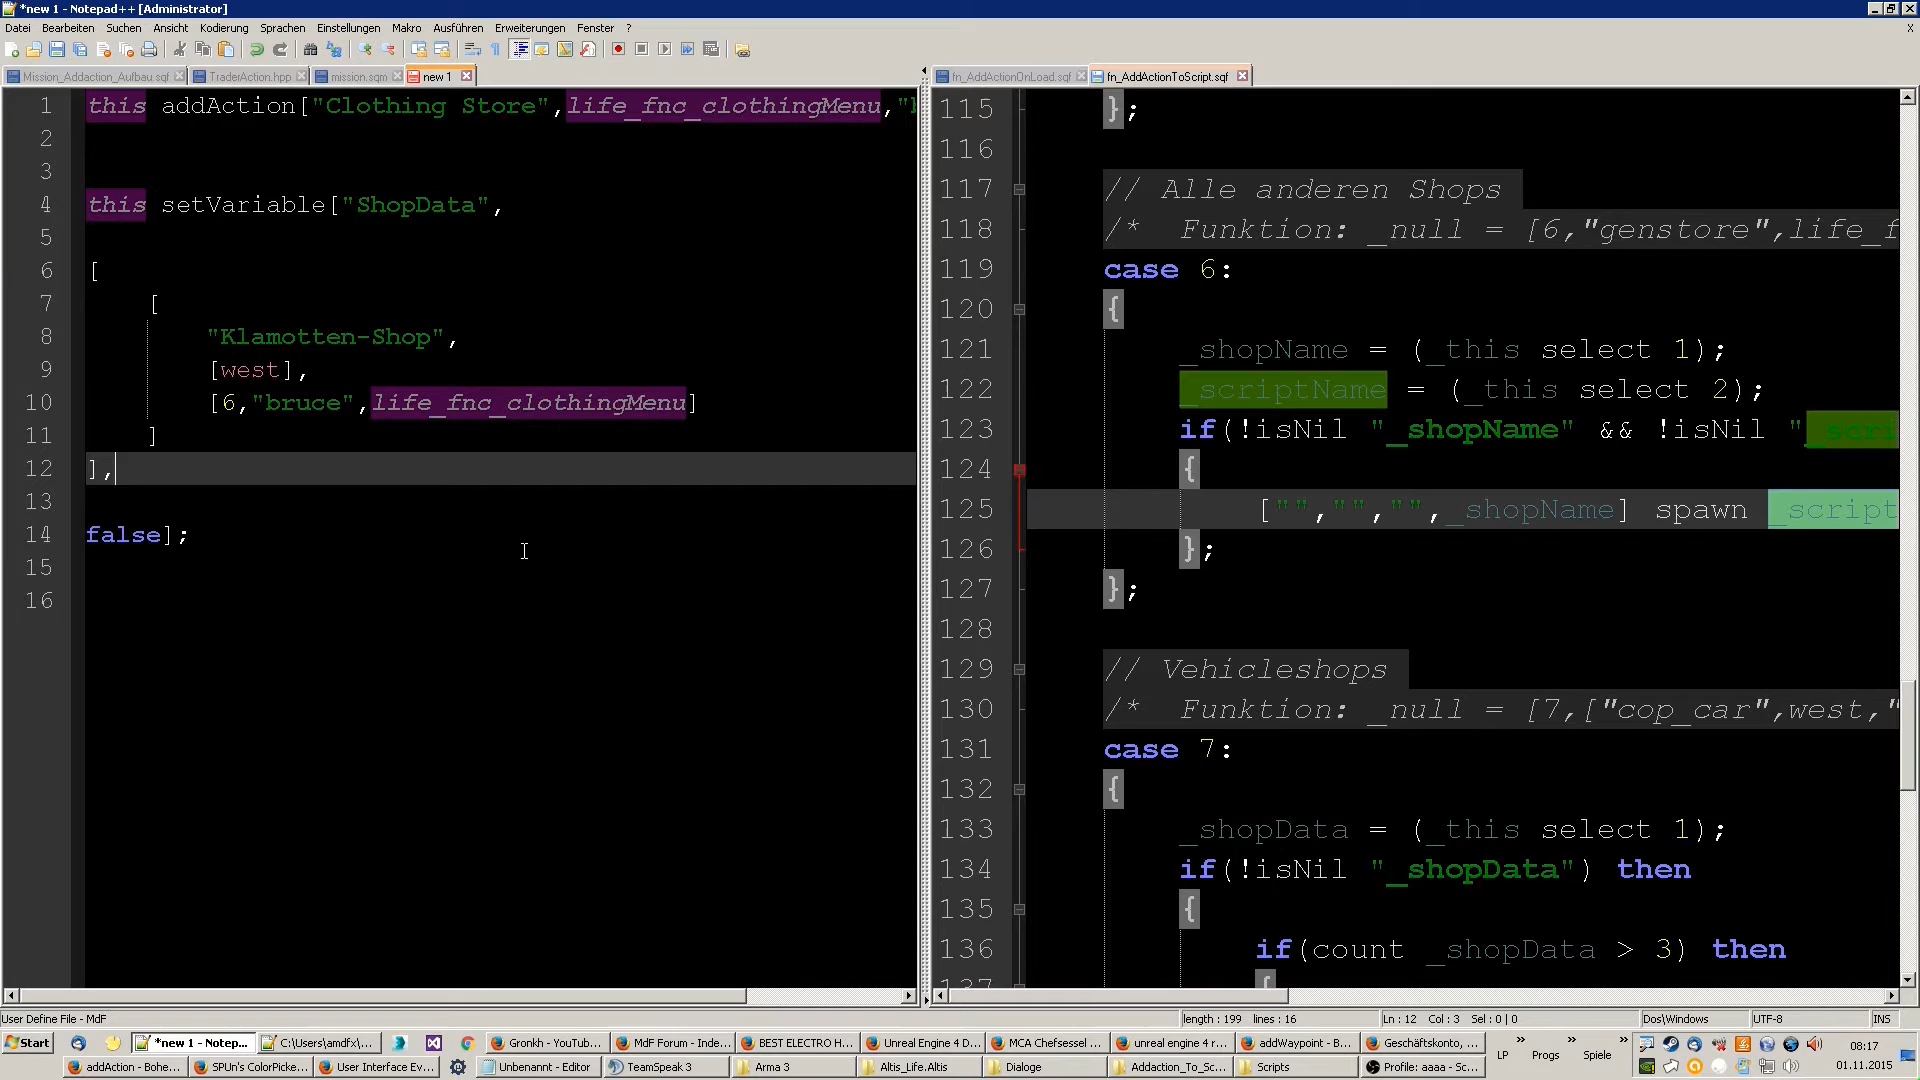 *new 1 - Notepad++ [Administrator]
Datei Bearbeiten Suchen Ansicht Kodierung Sprachen Einstellungen Makro Ausführen Erweiterungen Fenster ?
X
Mission_Addaction_Aufbau.sqf TraderAction.hpp mission.sqm new 1
fn_AddActionOnLoad.sqf fn_AddActionToScript.sqf
1 this addAction["Clothing Store",life_fnc_clothingMenu,"
2
3
4 this setVariable["ShopData",
5
6 [
7 [
8 "Klamotten-Shop",
9 [west],
10 [6,"bruce",life_fnc_clothingMenu]
11 ]
12 ],
13
14 false];
15
16
115 };
116
117 // Alle anderen Shops
118 /* Funktion: _null = [6,"genstore",life_f
119 case 6:
120 {
121 _shopName = (_this select 1);
122 _scriptName = (_this select 2);
123 if(!isNil "_shopName" && !isNil "_scri
124 {
125 ["","","",_shopName] spawn _script
126 };
127 };
128
129 // Vehicleshops
130 /* Funktion: _null = [7,["cop_car",west,"
131 case 7:
132 {
133 _shopData = (_this select 1);
134 if(!isNil "_shopData") then
135 {
136 if(count _shopData > 3) then
137 {
User Define File - MdF
length : 199 lines : 16
Ln : 12 Col : 3 Sel : 0 | 0
Dos\Windows
UTF-8
INS
Start
*new 1 - Notep...
C:\Users\amdfx\...
Gronkh - YouTub...
MdF Forum - Inde...
BEST ELECTRO H...
Unreal Engine 4 D...
MCA Chefsessel ...
unreal engine 4 r...
addWaypoint - B...
Geschäftskonto, ...
addAction - Bohe...
SPUn's ColorPicke...
User Interface Ev...
Unbenannt - Editor
TeamSpeak 3
Arma 3
Altis_Life.Altis
Dialoge
Addaction_To_Sc...
Scripts
Profile: aaaa - Sc...
LP
Progs
Spiele
08:17
01.11.2015